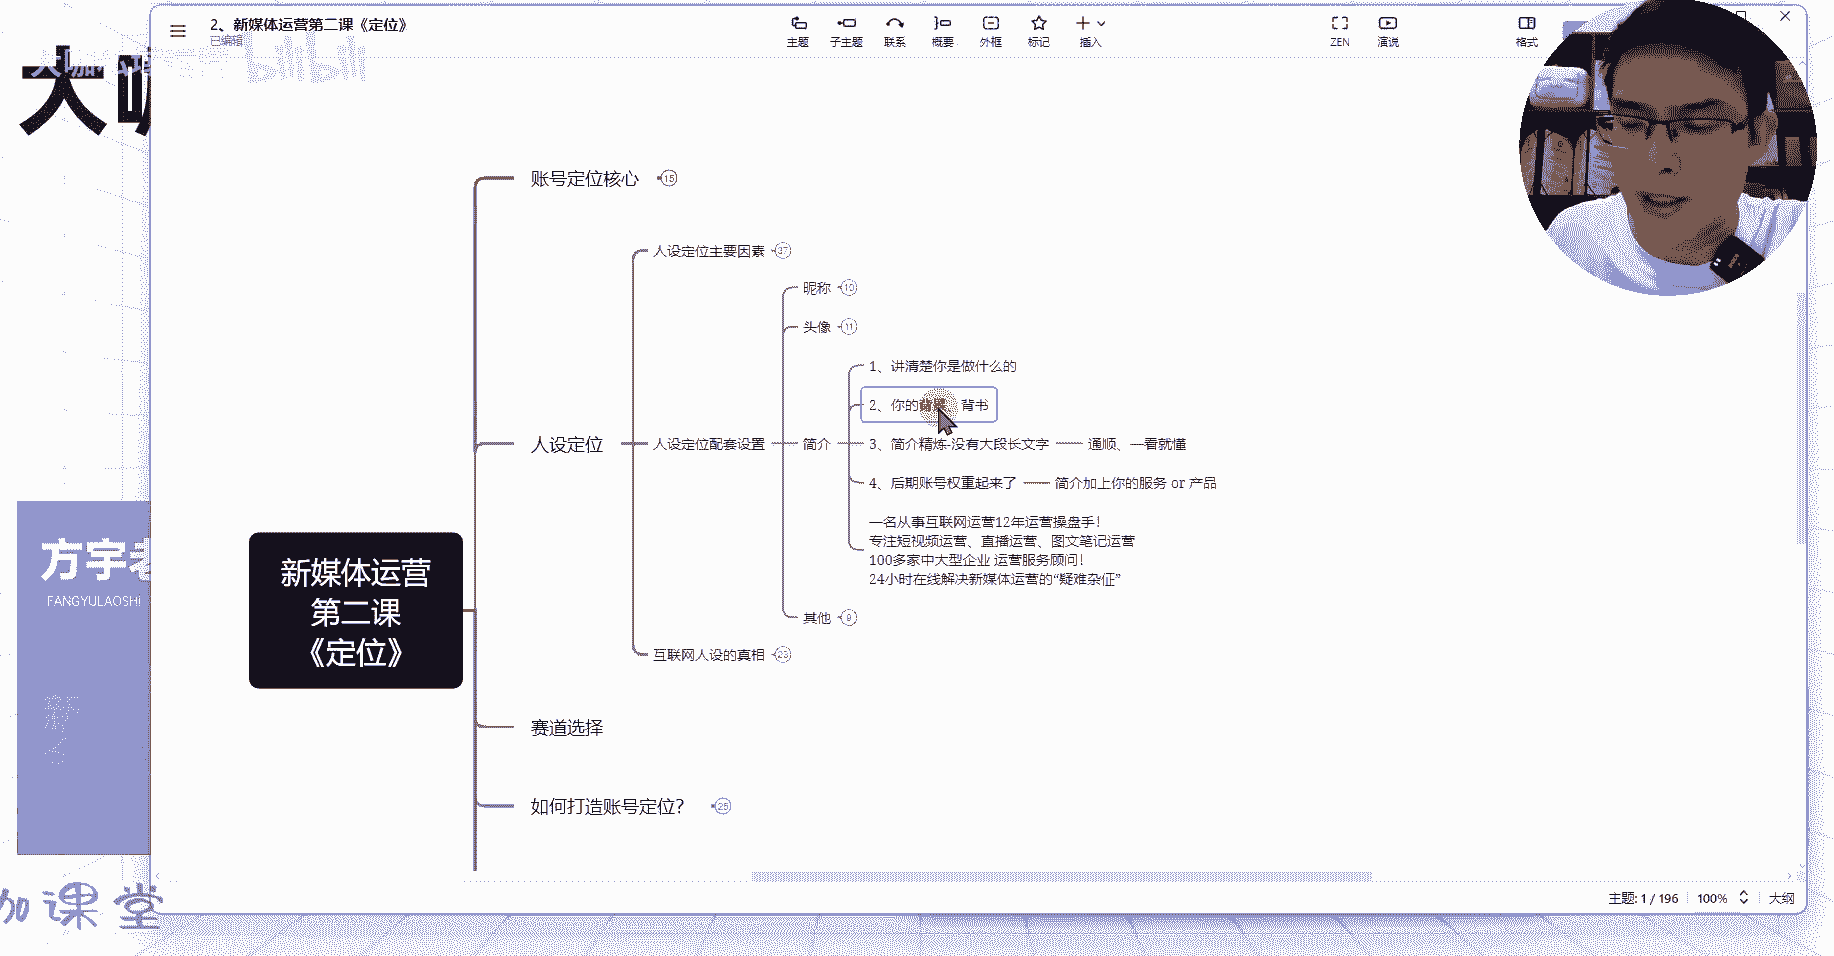 2、新媒体运营第二课《定位》
已编辑
主题
子主题
联系
概要
外框
标记
插入
ZEN
演说
格式
bilibili
大
账号定位核心 15
人设定位主要因素 37
昵称 10
头像 11
1、讲清楚你是做什么的
2、你的背景 背书
人设定位
人设定位配套设置
简介
3、简介精炼-没有大段长文字
通顺、一看就懂
4、后期账号权重起来了
简介加上你的服务 or 产品
一名从事互联网运营12年运营操盘手!
专注短视频运营、直播运营、图文笔记运营
100多家中大型企业 运营服务顾问!
24小时在线解决新媒体运营的“疑难杂征”
其他 9
互联网人设的真相 23
新媒体运营
第二课
《定位》
方宇老
FANGYULAOSHI
赛道选择
如何打造账号定位? 25
课堂
主题: 1 / 196
100%
大纲